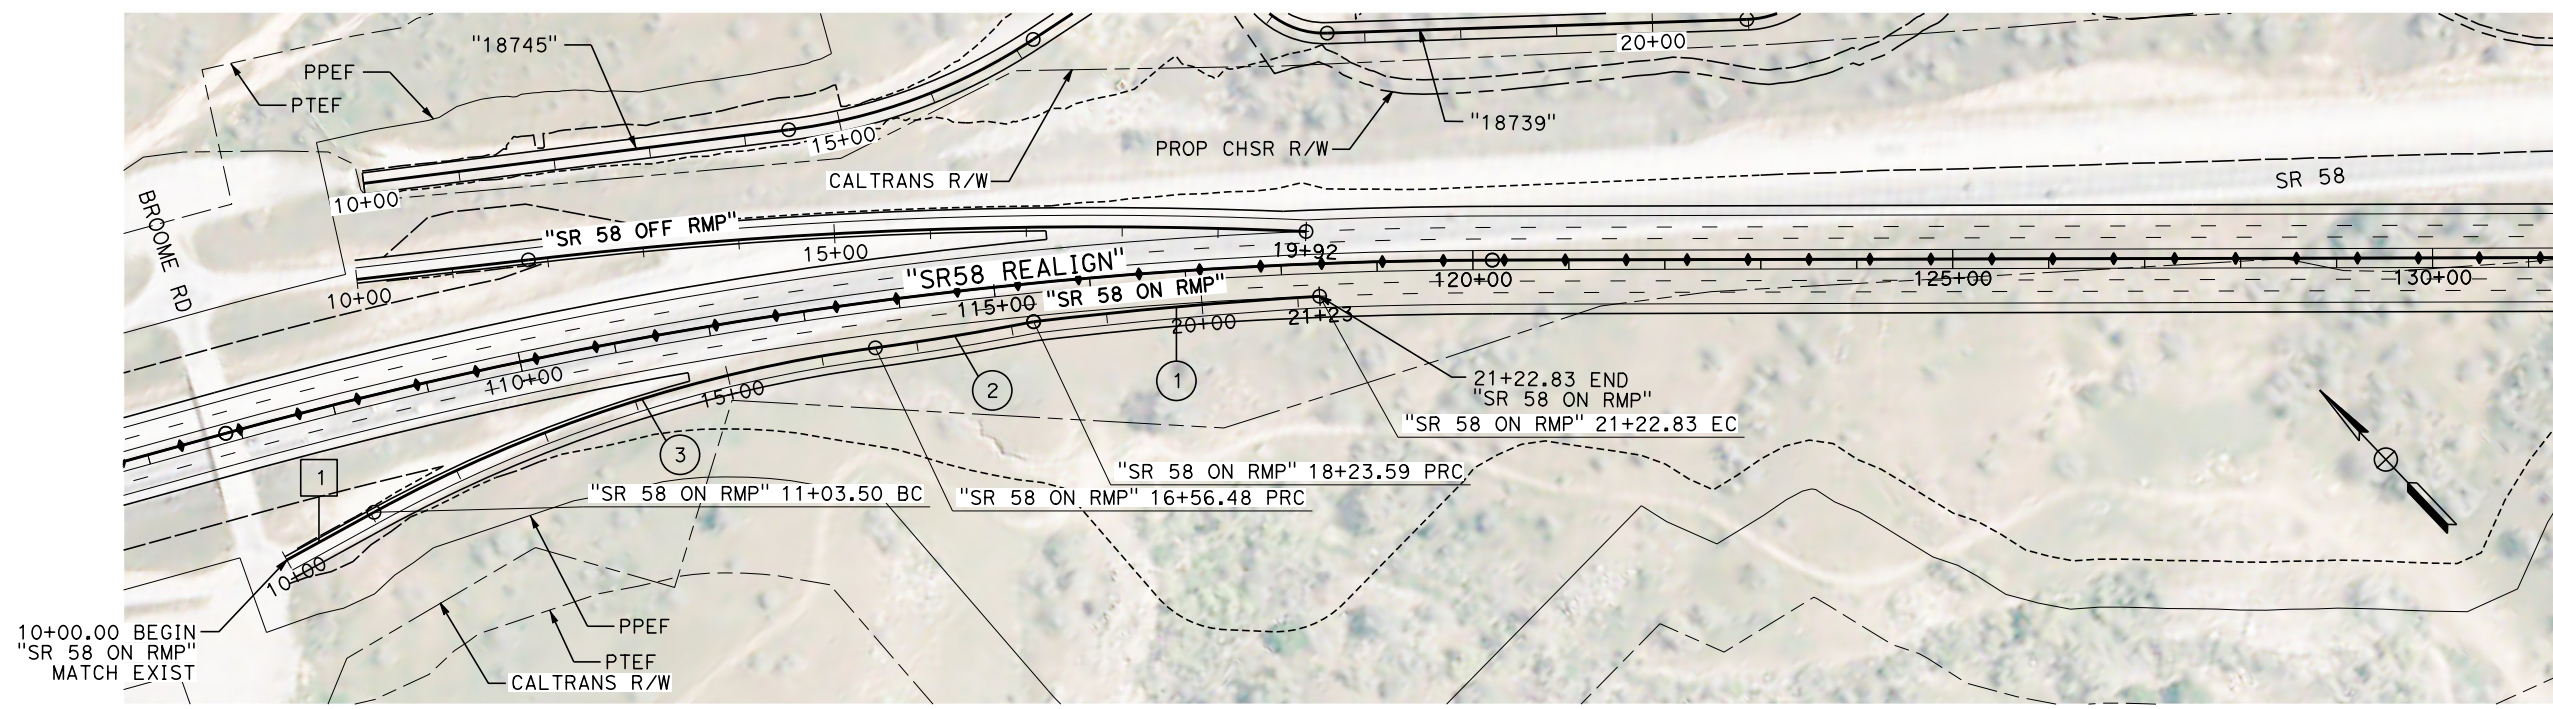 "18745"
PPEF
PTEF
20+00
"18739"
15+00
PROP CHSR R/W
CALTRANS R/W
SR 58
10+00
BROOME RD
"SR 58 OFF RMP"
15+00
19+92
10+00
"SR58 REALIGN"
"SR 58 ON RMP"
115+00
120+00
125+00
130+00
20+00
21+23
110+00
15+00
2
1
21+22.83 END
"SR 58 ON RMP"
"SR 58 ON RMP" 21+22.83 EC
3
1
"SR 58 ON RMP" 18+23.59 PRC
"SR 58 ON RMP" 11+03.50 BC
"SR 58 ON RMP" 16+56.48 PRC
10+00
10+00.00 BEGIN
"SR 58 ON RMP"
MATCH EXIST
PPEF
PTEF
CALTRANS R/W